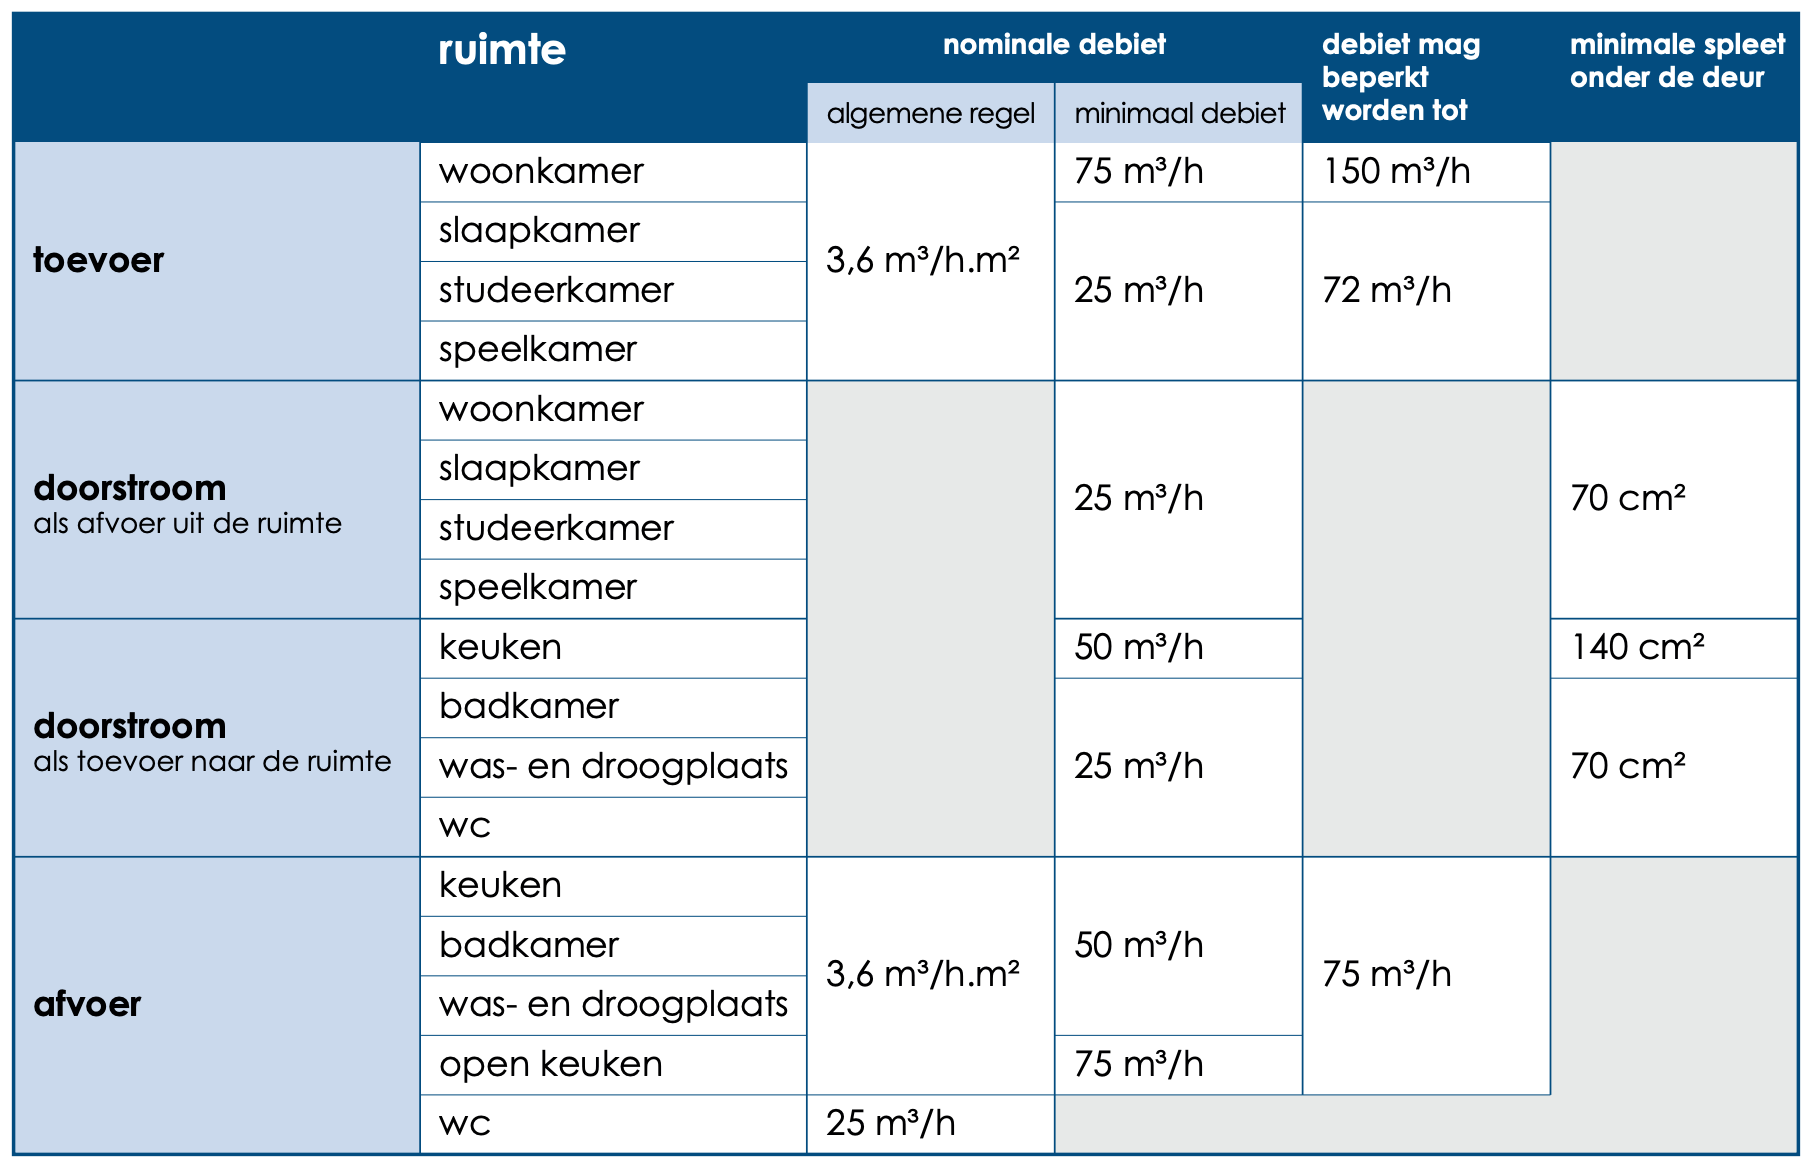 ruimte
nominale debiet
debiet mag
beperkt
worden tot
minimale spleet
onder de deur
algemene regel
minimaal debiet
toevoer
woonkamer
slaapkamer
studeerkamer
speelkamer
3,6 m³/h.m²
75 m³/h
25 m³/h
150 m³/h
72 m³/h
doorstroom
als afvoer uit de ruimte
woonkamer
slaapkamer
studeerkamer
speelkamer
25 m³/h
70 cm²
doorstroom
als toevoer naar de ruimte
keuken
badkamer
was- en droogplaats
wc
50 m³/h
25 m³/h
140 cm²
70 cm²
afvoer
keuken
badkamer
was- en droogplaats
open keuken
wc
3,6 m³/h.m²
25 m³/h
50 m³/h
75 m³/h
75 m³/h